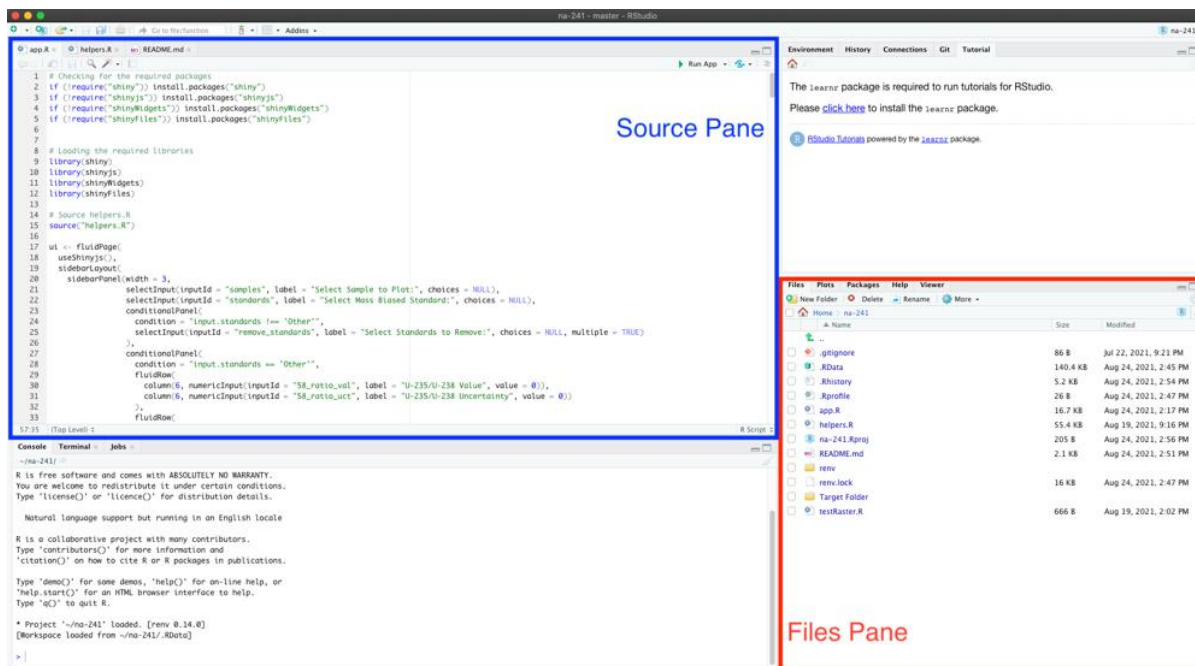 na-241 - master - RStudio
Go to file/function Addins
na-241
app.R helpers.R README.md
Run App
1 # Checking for the required packages
2 if (!require("shiny")) install.packages("shiny")
3 if (!require("shinyjs")) install.packages("shinyjs")
4 if (!require("shinyWidgets")) install.packages("shinyWidgets")
5 if (!require("shinyFiles")) install.packages("shinyFiles")
6
7
8 # Loading the required libraries
9 library(shiny)
10 library(shinyjs)
11 library(shinyWidgets)
12 library(shinyFiles)
13
14 # Source helpers.R
15 source("helpers.R")
16
17 ui <- fluidPage(
18 useShinyjs(),
19 sidebarLayout(
20 sidebarPanel(width = 3,
21 selectInput(inputId = "samples", label = "Select Sample to Plot:", choices = NULL),
22 selectInput(inputId = "standards", label = "Select Mass Biased Standard:", choices = NULL),
23 conditionalPanel(
24 condition = "input.standards !== 'Other'",
25 selectInput(inputId = "remove_standards", label = "Select Standards to Remove:", choices = NULL, multiple = TRUE)
26 ),
27 conditionalPanel(
28 condition = "input.standards == 'Other'",
29 fluidRow(
30 column(6, numericInput(inputId = "58_ratio_val", label = "U-235/U-238 Value", value = 0)),
31 column(6, numericInput(inputId = "58_ratio_uct", label = "U-235/U-238 Uncertainty", value = 0))
32 ),
33 fluidRow(
57:35 (Top Level) R Script
Source Pane
Console Terminal Jobs
~/na-241/
R is free software and comes with ABSOLUTELY NO WARRANTY.
You are welcome to redistribute it under certain conditions.
Type 'license()' or 'licence()' for distribution details.
Natural language support but running in an English locale
R is a collaborative project with many contributors.
Type 'contributors()' for more information and
'citation()' on how to cite R or R packages in publications.
Type 'demo()' for some demos, 'help()' for on-line help, or
'help.start()' for an HTML browser interface to help.
Type 'q()' to quit R.
* Project '~/na-241' loaded. [renv 0.14.0]
[Workspace loaded from ~/na-241/.RData]
>
Environment History Connections Git Tutorial
The learnr package is required to run tutorials for RStudio.
Please click here to install the learnr package.
R RStudio Tutorials powered by the learnr package.
Files Plots Packages Help Viewer
New Folder Delete Rename More
Home na-241
Name Size Modified
..
.gitignore 86 B Jul 22, 2021, 9:21 PM
.RData 140.4 KB Aug 24, 2021, 2:45 PM
.Rhistory 5.2 KB Aug 24, 2021, 2:54 PM
.Rprofile 26 B Aug 24, 2021, 2:47 PM
app.R 16.7 KB Aug 24, 2021, 2:17 PM
helpers.R 55.4 KB Aug 19, 2021, 9:16 PM
na-241.Rproj 205 B Aug 24, 2021, 2:56 PM
README.md 2.1 KB Aug 24, 2021, 2:51 PM
renv
renv.lock 16 KB Aug 24, 2021, 2:47 PM
Target Folder
testRaster.R 666 B Aug 19, 2021, 2:02 PM
Files Pane